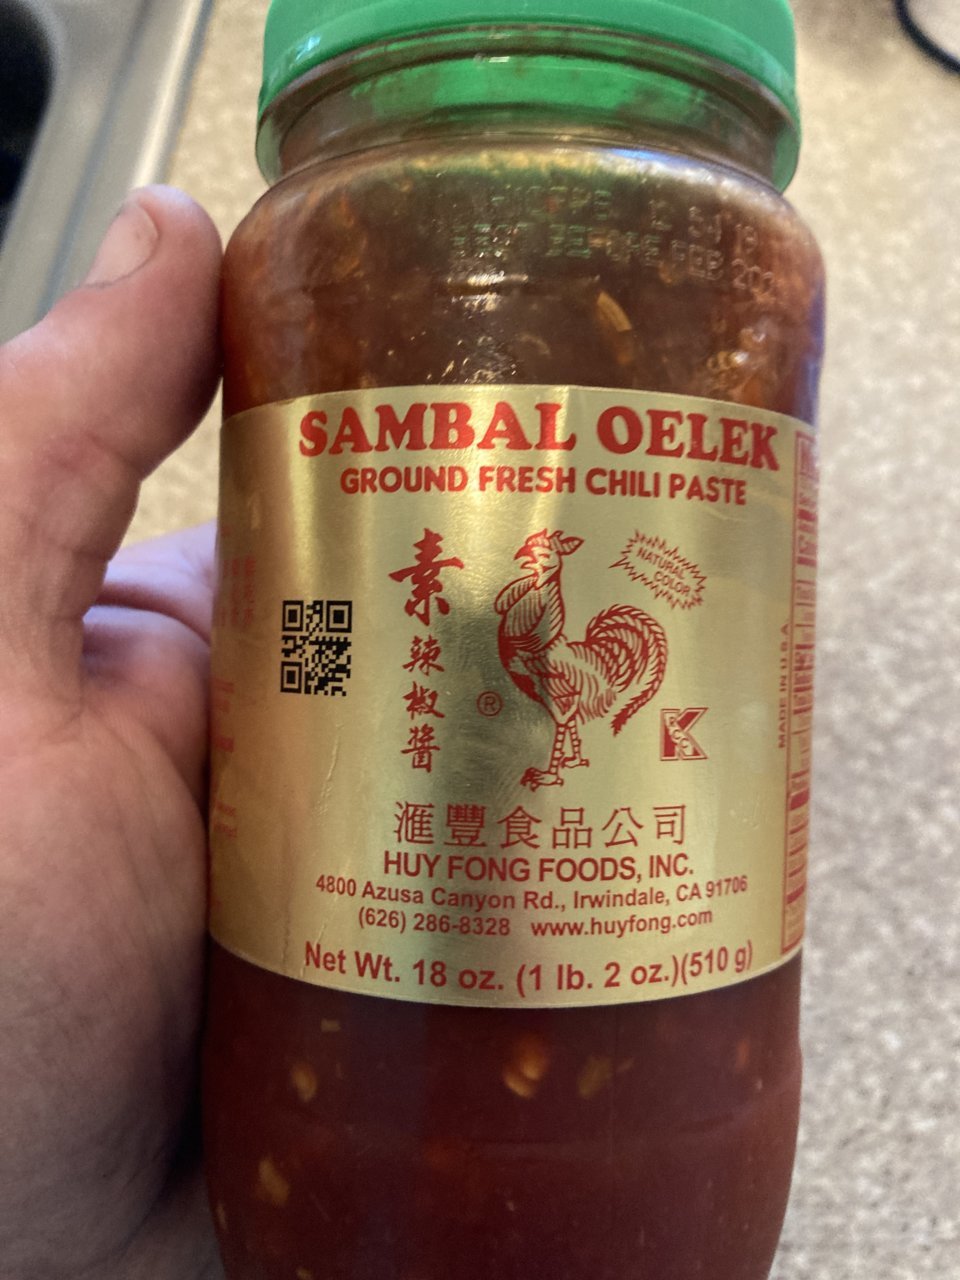 SAMBAL OELEK
GROUND FRESH CHILI PASTE
素
辣
椒
醬
NATURAL
COLOR
®
MADE IN U.S.A.
滙豐食品公司
HUY FONG FOODS, INC.
4800 Azusa Canyon Rd., Irwindale, CA 91706
(626) 286-8328 www.huyfong.com
Net Wt. 18 oz. (1 lb. 2 oz.)(510 g)